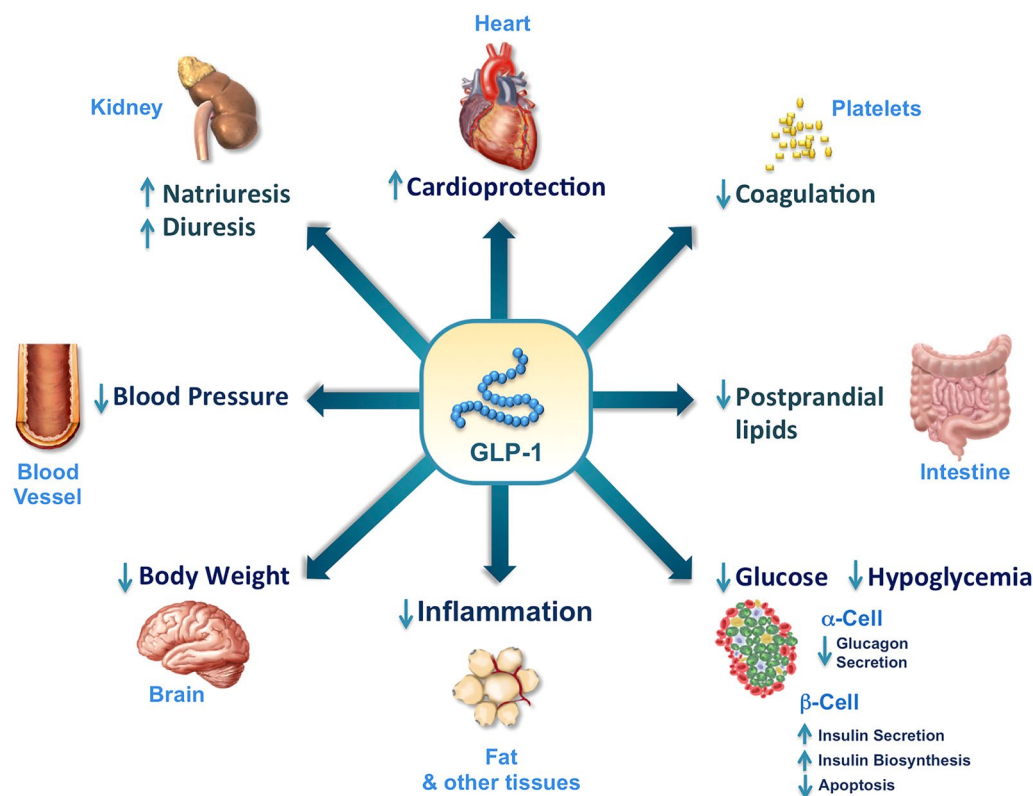 Heart
Kidney
Platelets
↑ Natriuresis
↑ Diuresis
↑ Cardioprotection
↓ Coagulation
↓ Blood Pressure
Blood
Vessel
GLP-1
↓ Postprandial
lipids
Intestine
↓ Body Weight
Brain
↓ Inflammation
Fat
& other tissues
↓ Glucose ↓ Hypoglycemia
α-Cell
↓ Glucagon
Secretion
β-Cell
↑ Insulin Secretion
↑ Insulin Biosynthesis
↓ Apoptosis